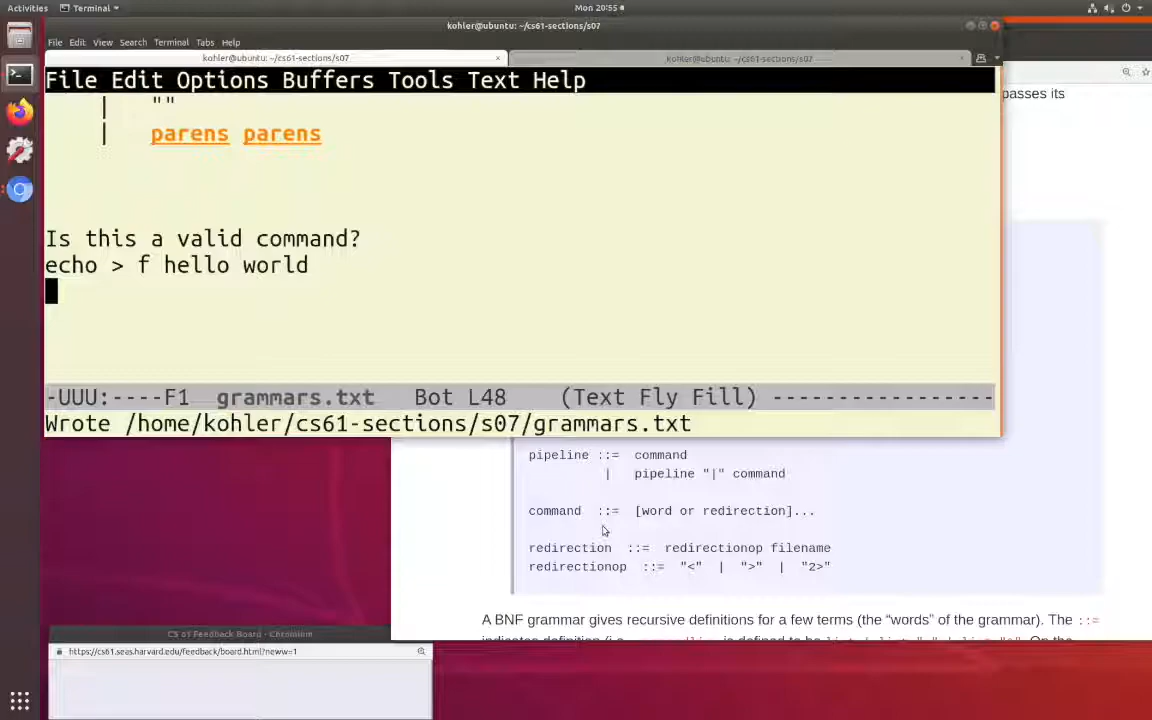 Activities Terminal Mon 20:55
kohler@ubuntu: ~/cs61-sections/s07
File Edit View Search Terminal Tabs Help
kohler@ubuntu: ~/cs61-sections/s07 × kohler@ubuntu: ~/cs61-sections/s07
File Edit Options Buffers Tools Text Help
| ""
| parens parens
passes its
Is this a valid command?
echo > f hello world
-UUU:----F1 grammars.txt Bot L48 (Text Fly Fill) -----------------
Wrote /home/kohler/cs61-sections/s07/grammars.txt
pipeline ::= command
| pipeline "|" command
command ::= [word or redirection]...
redirection ::= redirectionop filename
redirectionop ::= "<" | ">" | "2>"
A BNF grammar gives recursive definitions for a few terms (the “words” of the grammar). The ::=
CS 61 Feedback Board - Chromium
https://cs61.seas.harvard.edu/feedback/board.html?neww=1